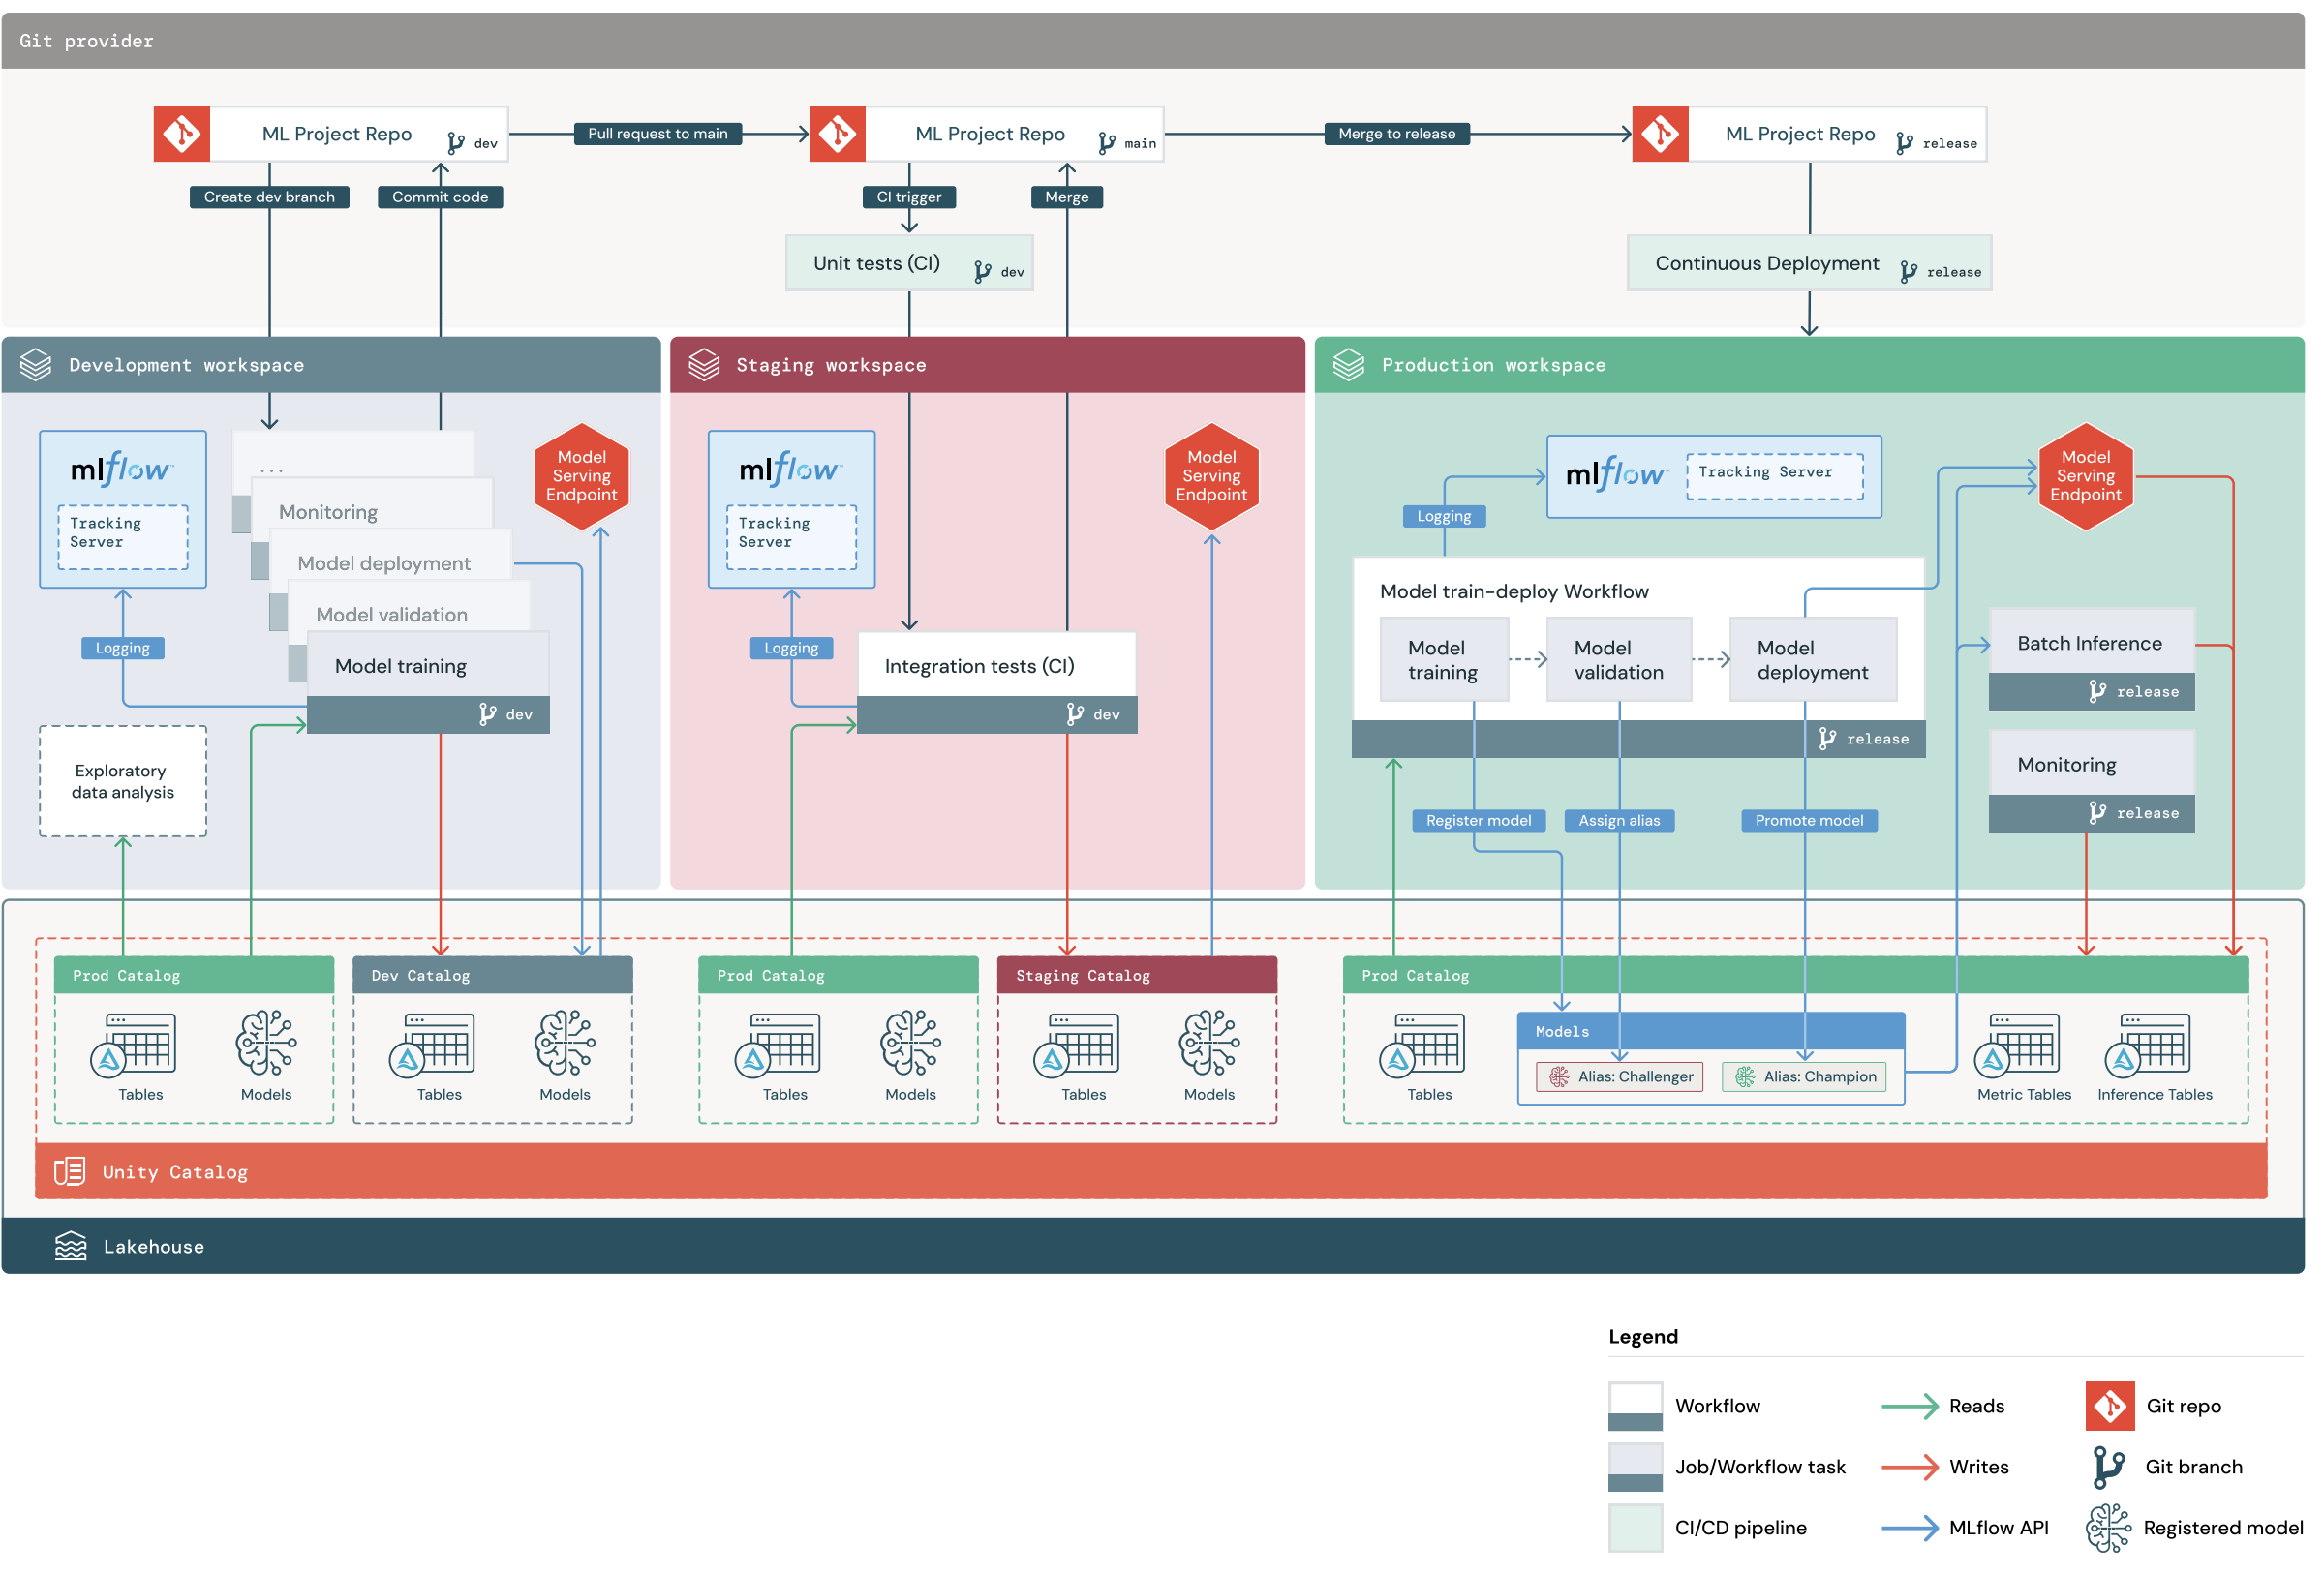 Git provider
ML Project Repo
dev
Pull request to main
ML Project Repo
main
Merge to release
ML Project Repo
release
Create dev branch
Commit code
CI trigger
Merge
Unit tests (CI)
dev
Continuous Deployment
release
Development workspace
mlflow™
Tracking
Server
...
Monitoring
Model deployment
Model validation
Model training
dev
Model
Serving
Endpoint
Logging
Exploratory
data analysis
Staging workspace
mlflow™
Tracking
Server
Model
Serving
Endpoint
Logging
Integration tests (CI)
dev
Production workspace
mlflow™
Tracking Server
Model
Serving
Endpoint
Logging
Model train-deploy Workflow
Model
training
Model
validation
Model
deployment
release
Batch Inference
release
Monitoring
release
Register model
Assign alias
Promote model
Prod Catalog
Tables
Models
Dev Catalog
Tables
Models
Prod Catalog
Tables
Models
Staging Catalog
Tables
Models
Prod Catalog
Tables
Models
Alias: Challenger
Alias: Champion
Metric Tables
Inference Tables
Unity Catalog
Lakehouse
Legend
Workflow
Reads
Git repo
Job/Workflow task
Writes
Git branch
CI/CD pipeline
MLflow API
Registered model